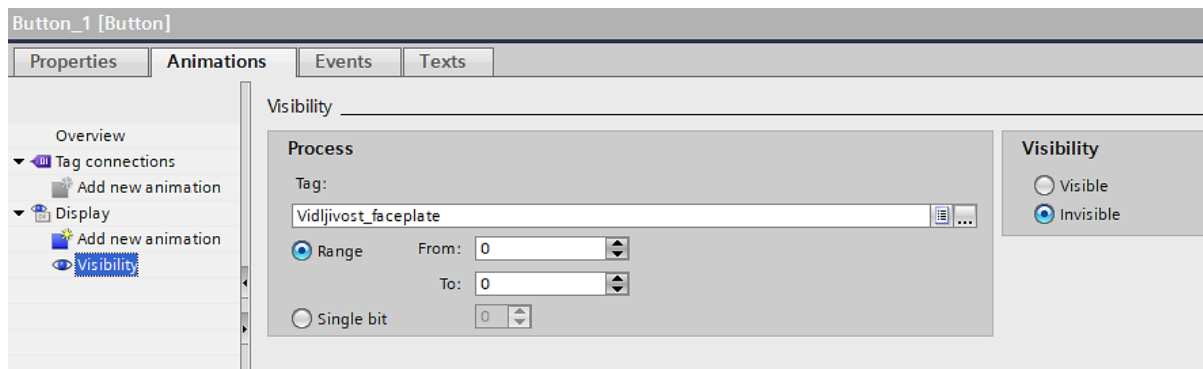 Button_1 [Button]
Properties Animations Events Texts
Visibility
Overview
Tag connections
Add new animation
Display
Add new animation
Visibility
Process
Tag:
Vidljivost_faceplate
...
Range From: 0
To: 0
Single bit 0
Visibility
Visible
Invisible